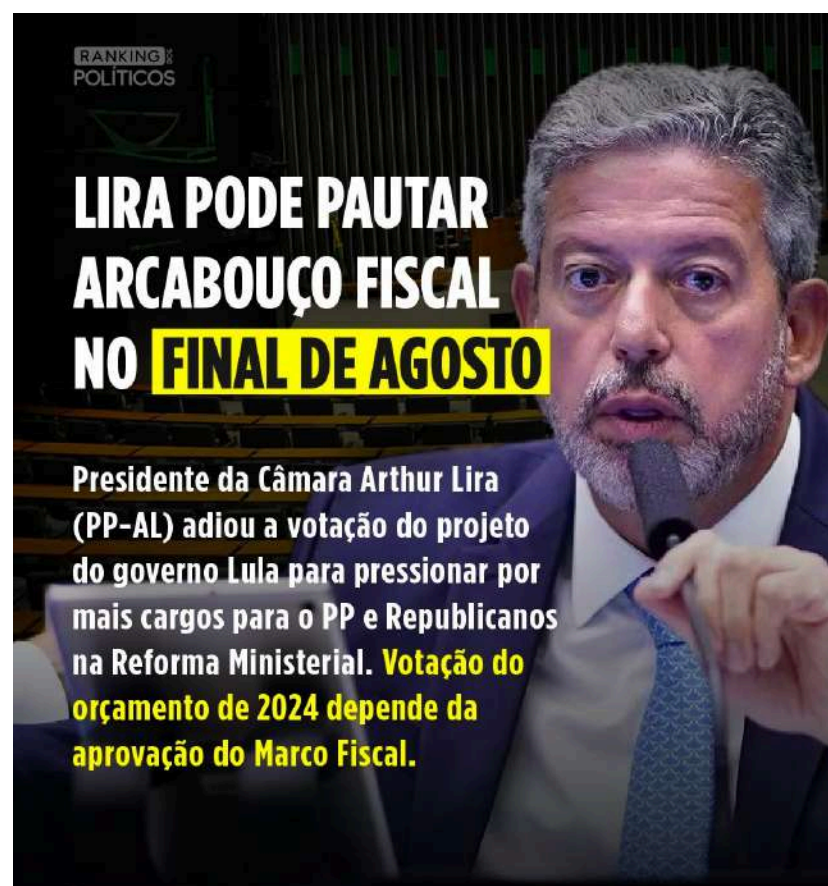 RANKING DOS
POLÍTICOS
LIRA PODE PAUTAR
ARCABOUÇO FISCAL
NO FINAL DE AGOSTO
Presidente da Câmara Arthur Lira
(PP-AL) adiou a votação do projeto
do governo Lula para pressionar por
mais cargos para o PP e Republicanos
na Reforma Ministerial. Votação do
orçamento de 2024 depende da
aprovação do Marco Fiscal.